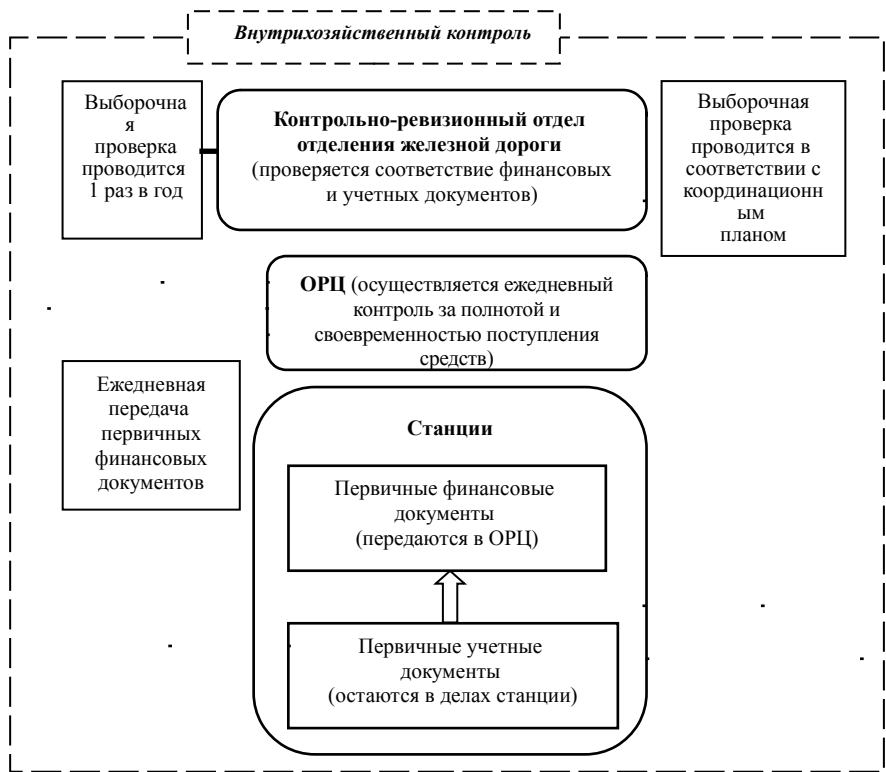 Внутрихозяйственный контроль
Выборочна
я
проверка
проводится
1 раз в год
Контрольно-ревизионный отдел
отделения железной дороги
(проверяется соответствие финансовых
и учетных документов)
Выборочная
проверка
проводится в
соответствии с
координационн
ым
планом
ОРЦ (осуществляется ежедневный
контроль за полнотой и
своевременностью поступления
средств)
Ежедневная
передача
первичных
финансовых
документов
Станции
Первичные финансовые
документы
(передаются в ОРЦ)
Первичные учетные
документы
(остаются в делах станции)